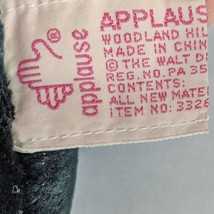 applause
®
APPLAUS
WOODLAND HIL
MADE IN CHIN
© THE WALT D
REG. NO. PA 35
CONTENTS:
ALL NEW MATE
ITEM NO: 3326